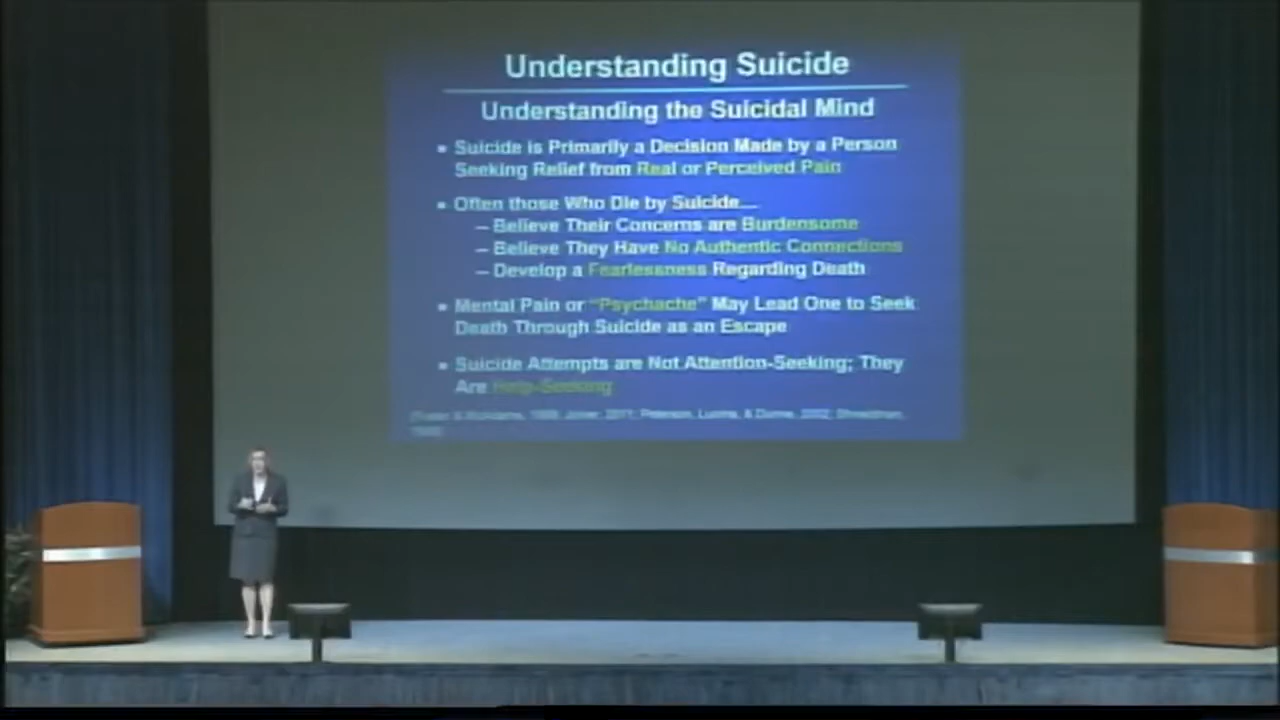 Understanding Suicide
Understanding the Suicidal Mind
▪ Suicide is Primarily a Decision Made by a Person
Seeking Relief from Real or Perceived Pain
▪ Often those Who Die by Suicide...
– Believe Their Concerns are Burdensome
– Believe They Have No Authentic Connections
– Develop a Fearlessness Regarding Death
▪ Mental Pain or "Psychache" May Lead One to Seek
Death Through Suicide as an Escape
▪ Suicide Attempts are Not Attention-Seeking; They
Are Help-Seeking
2011; Peterson, & 2002;